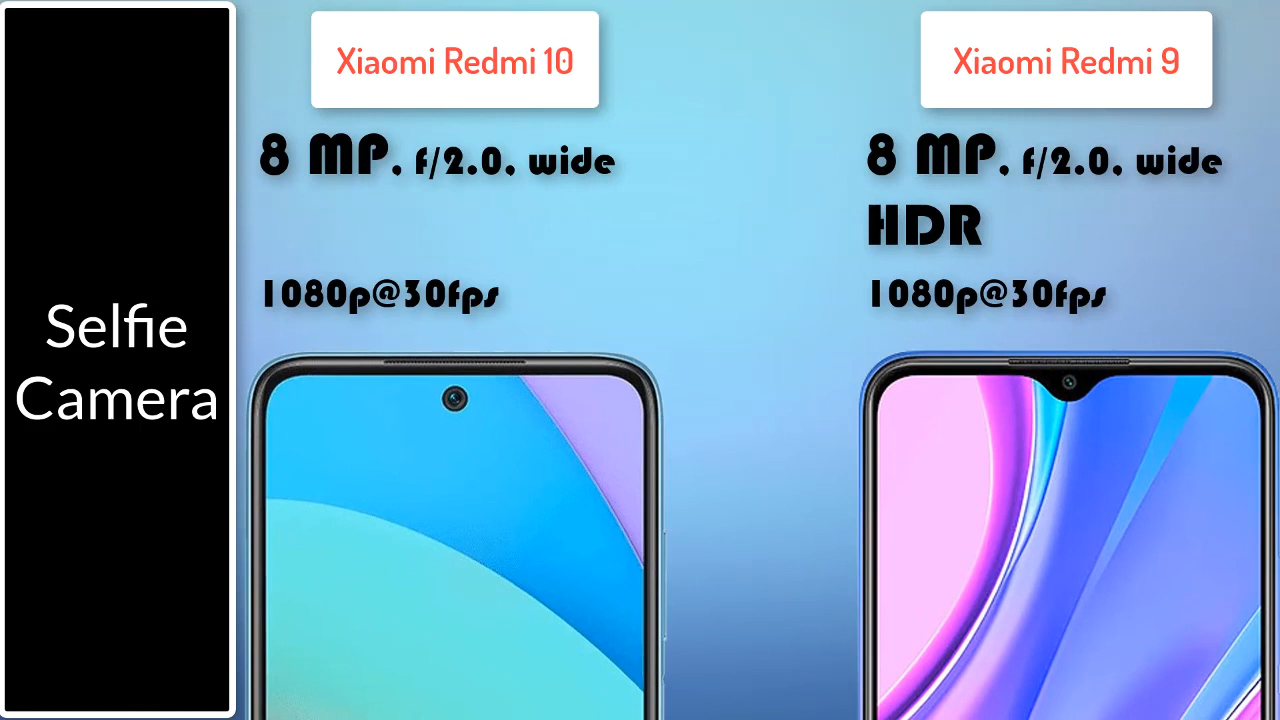 Selfie
Camera
Xiaomi Redmi 10
8 MP, f/2.0, wide
1080p@30fps
Xiaomi Redmi 9
8 MP, f/2.0, wide
HDR
1080p@30fps